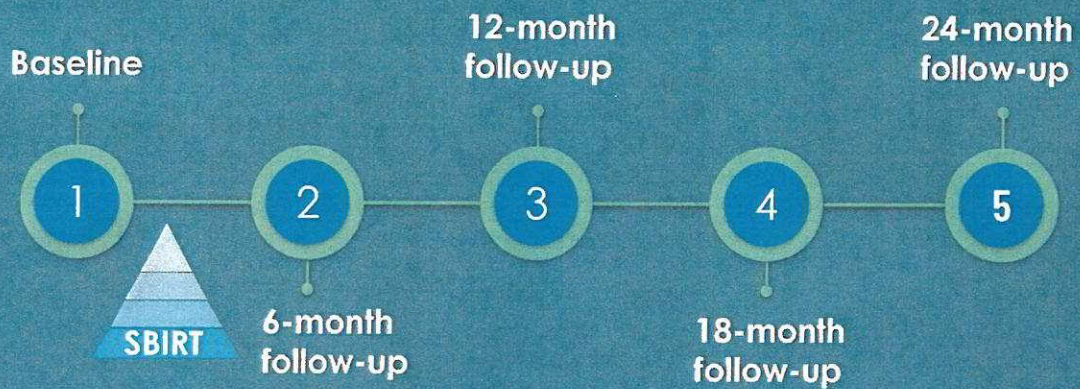 Baseline
12-month
follow-up
24-month
follow-up
1
2
3
4
5
SBIRT
6-month
follow-up
18-month
follow-up